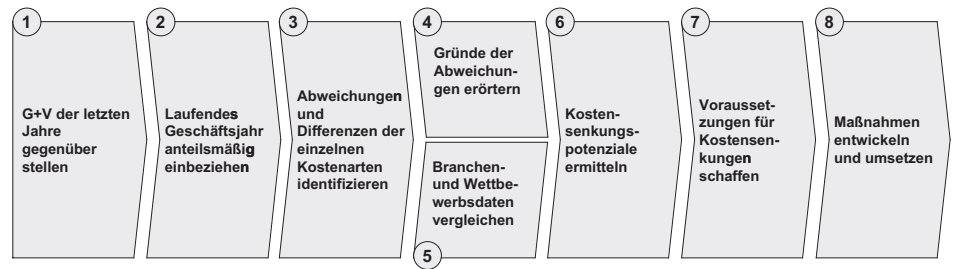 1
G+V der letzten
Jahre
gegenüber
stellen
2
Laufendes
Geschäftsjahr
anteilsmäßig
einbeziehen
3
Abweichungen
und
Differenzen der
einzelnen
Kostenarten
identifizieren
4
Gründe der
Abweichun-
gen erörtern
Branchen-
und Wettbe-
werbsdaten
vergleichen
5
6
Kosten-
senkungs-
potenziale
ermitteln
7
Vorausset-
zungen für
Kostensen-
kungen
schaffen
8
Maßnahmen
entwickeln
und umsetzen